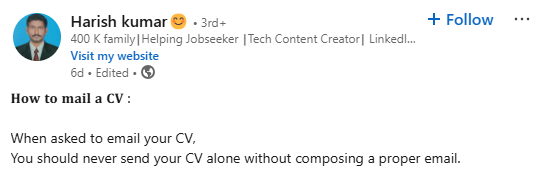 Harish kumar😊 • 3rd+
+ Follow ...
400 K family|Helping Jobseeker |Tech Content Creator| LinkedI...
Visit my website
6d • Edited •
How to mail a CV :
When asked to email your CV,
You should never send your CV alone without composing a proper email.